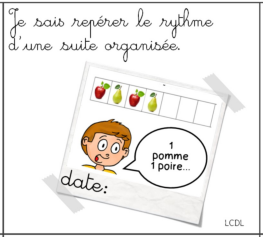 Je sais repérer le rythme
d'une suite organisée.
1
pomme
1 poire...
date:
LCDL